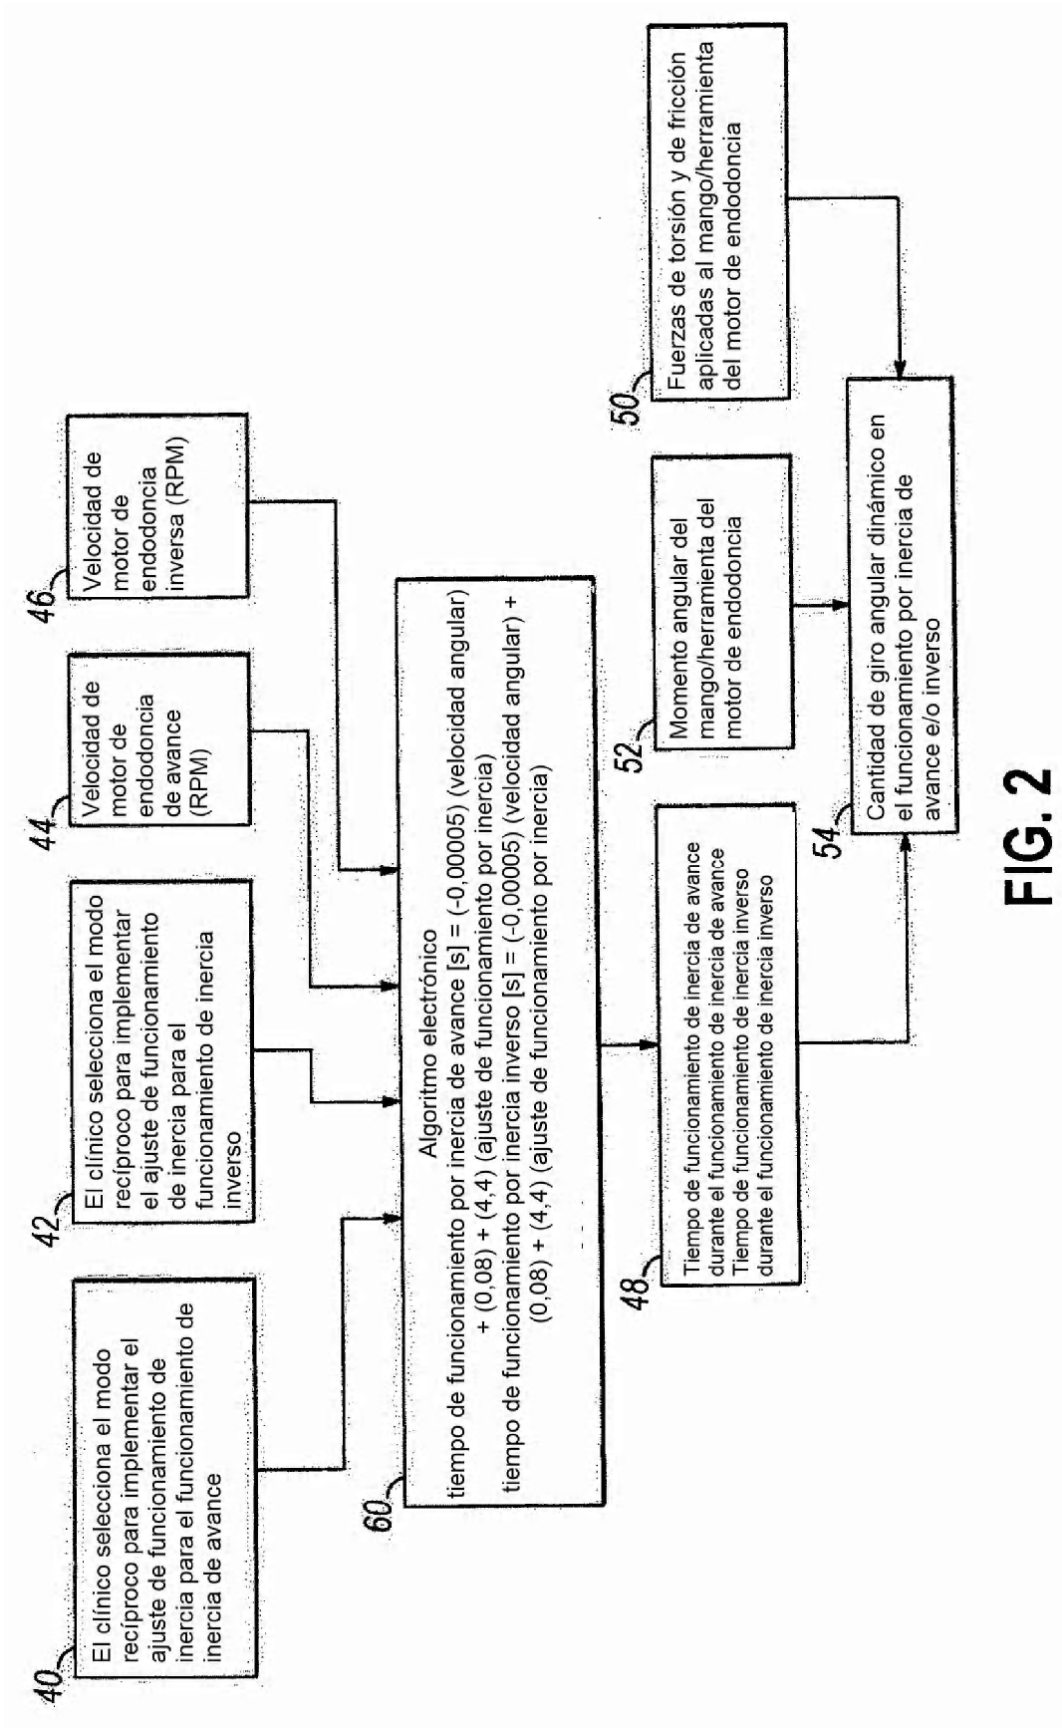 40
El clínico selecciona el modo
recíproco para implementar el
ajuste de funcionamiento de
inercia para el funcionamiento de
inercia de avance
42
El clínico selecciona el modo
recíproco para implementar
el ajuste de funcionamiento
de inercia para el
funcionamiento de inercia
inverso
44
Velocidad de
motor de
endodoncia
de avance
(RPM)
46
Velocidad de
motor de
endodoncia
inversa (RPM)
60
Algoritmo electrónico
tiempo de funcionamiento por inercia de avance [s] = (-0,00005) (velocidad angular)
+ (0,08) + (4,4) (ajuste de funcionamiento por inercia)
tiempo de funcionamiento por inercia inverso [s] = (-0,00005) (velocidad angular) +
(0,08) + (4,4) (ajuste de funcionamiento por inercia)
48
Tiempo de funcionamiento de inercia de avance
durante el funcionamiento de inercia de avance
Tiempo de funcionamiento de inercia inverso
durante el funcionamiento de inercia inverso
52
Momento angular del
mango/herramienta del
motor de endodoncia
50
Fuerzas de torsión y de fricción
aplicadas al mango/herramienta
del motor de endodoncia
54
Cantidad de giro angular dinámico en
el funcionamiento por inercia de
avance e/o inverso
FIG. 2